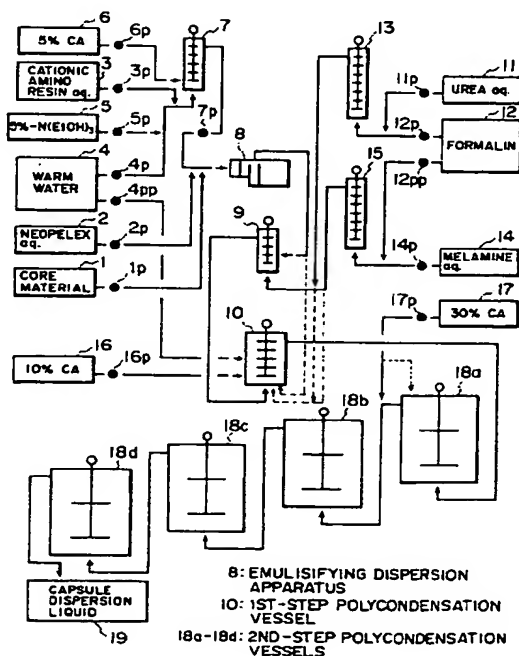 6
5% CA
6p
7
3
CATIONIC AMINO
RESIN aq.
3p
5
5%-N(EtOH)3
5p
7p
4
WARM
WATER
4p
4pp
8
2
NEOPELEX
aq.
2p
9
1
CORE
MATERIAL
1p
10
16
10% CA
16p
13
11
UREA aq.
11p
12
FORMALIN
12p
12pp
15
14
MELAMINE
aq.
14p
17
30% CA
17p
18a
18b
18c
18d
CAPSULE
DISPERSION
LIQUID
19
8: EMULISIFYING DISPERSION
APPARATUS
10: 1ST-STEP POLYCONDENSATION
VESSEL
18a-18d: 2ND-STEP POLYCONDENSATION
VESSELS